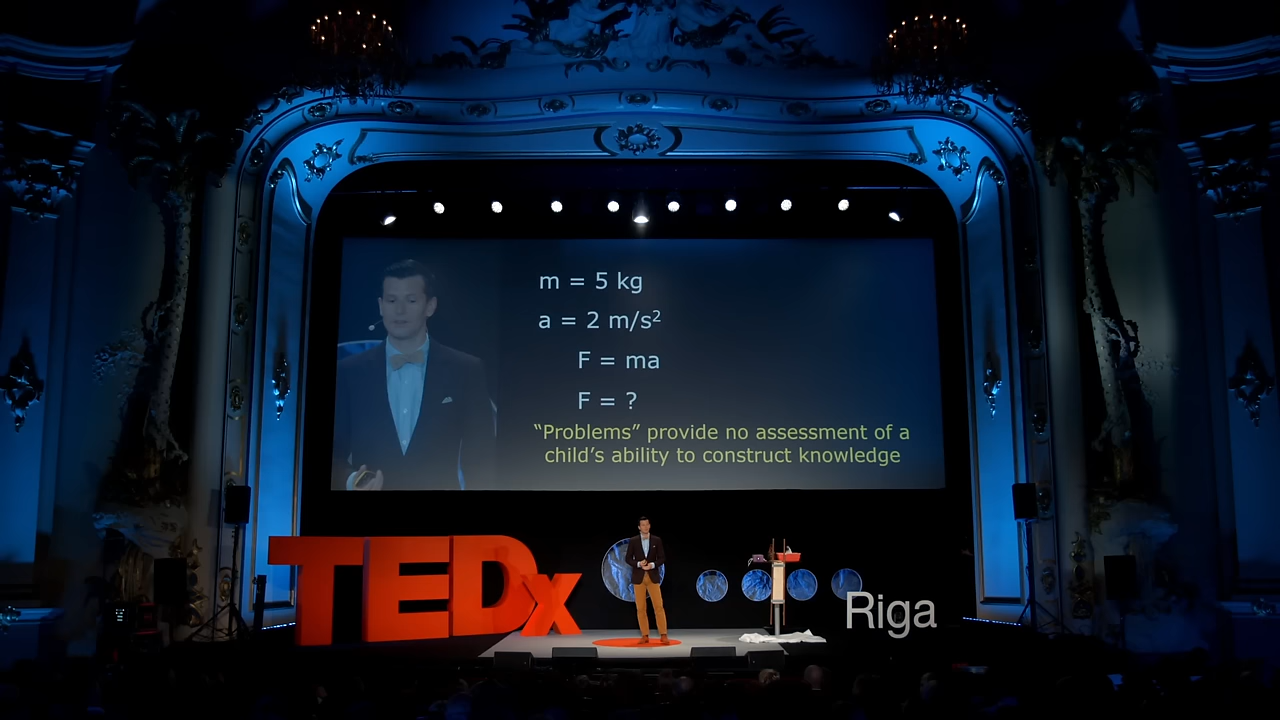 m = 5 kg
a = 2 m/s²
F = ma
F = ?
“Problems” provide no assessment of a
child’s ability to construct knowledge
TEDx
Riga